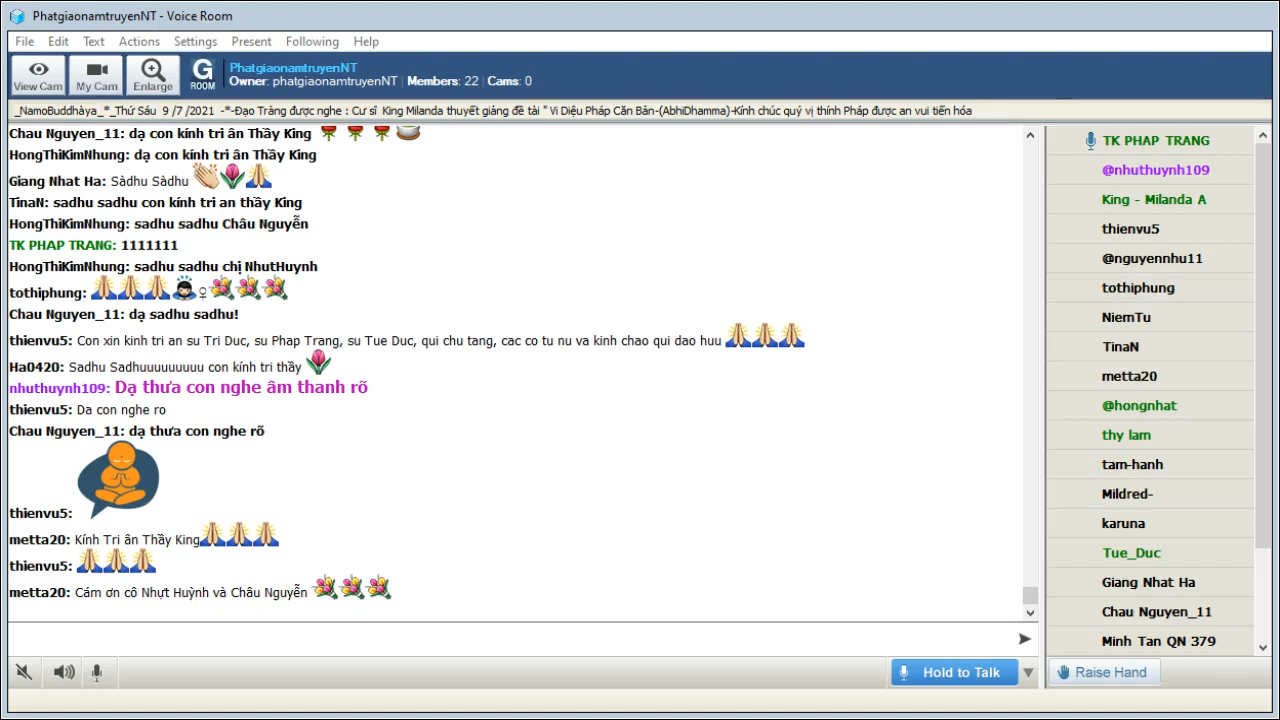 PhatgiaonamtruyenNT - Voice Room
File Edit Text Actions Settings Present Following Help
View Cam My Cam Enlarge G ROOM
PhatgiaonamtruyenNT
Owner: phatgiaonamtruyenNT | Members: 22 | Cams: 0
_NamoBuddhàya_*_Thứ Sáu 9 /7 /2021 -*-Đạo Tràng được nghe : Cư sĩ King Milanda thuyết giảng đề tài " Vi Diệu Pháp Căn Bản-(AbhiDhamma)-Kính chúc quý vị thính Pháp được an vui tiến hóa
Chau Nguyen_11: dạ con kính tri ân Thầy King
HongThiKimNhung: dạ con kính tri ân Thầy King
Giang Nhat Ha: Sàdhu Sàdhu
TinaN: sadhu sadhu con kính tri an thầy King
HongThiKimNhung: sadhu sadhu Châu Nguyễn
TK PHAP TRANG: 1111111
HongThiKimNhung: sadhu sadhu chị NhutHuynh
tothiphung: ♀
Chau Nguyen_11: dạ sadhu sadhu!
thienvu5: Con xin kinh tri an su Tri Duc, su Phap Trang, su Tue Duc, qui chu tang, cac co tu nu va kinh chao qui dao huu
Ha0420: Sadhu Sadhuuuuuuuuu con kính tri thầy
nhuthuynh109: Dạ thưa con nghe âm thanh rõ
thienvu5: Da con nghe ro
Chau Nguyen_11: dạ thưa con nghe rõ
thienvu5:
metta20: Kính Tri ân Thầy King
thienvu5:
metta20: Cám ơn cô Nhựt Huỳnh và Châu Nguyễn
Hold to Talk
TK PHAP TRANG
@nhuthuynh109
King - Milanda A
thienvu5
@nguyennhu11
tothiphung
NiemTu
TinaN
metta20
@hongnhat
thy lam
tam-hanh
Mildred-
karuna
Tue_Duc
Giang Nhat Ha
Chau Nguyen_11
Minh Tan QN 379
Raise Hand